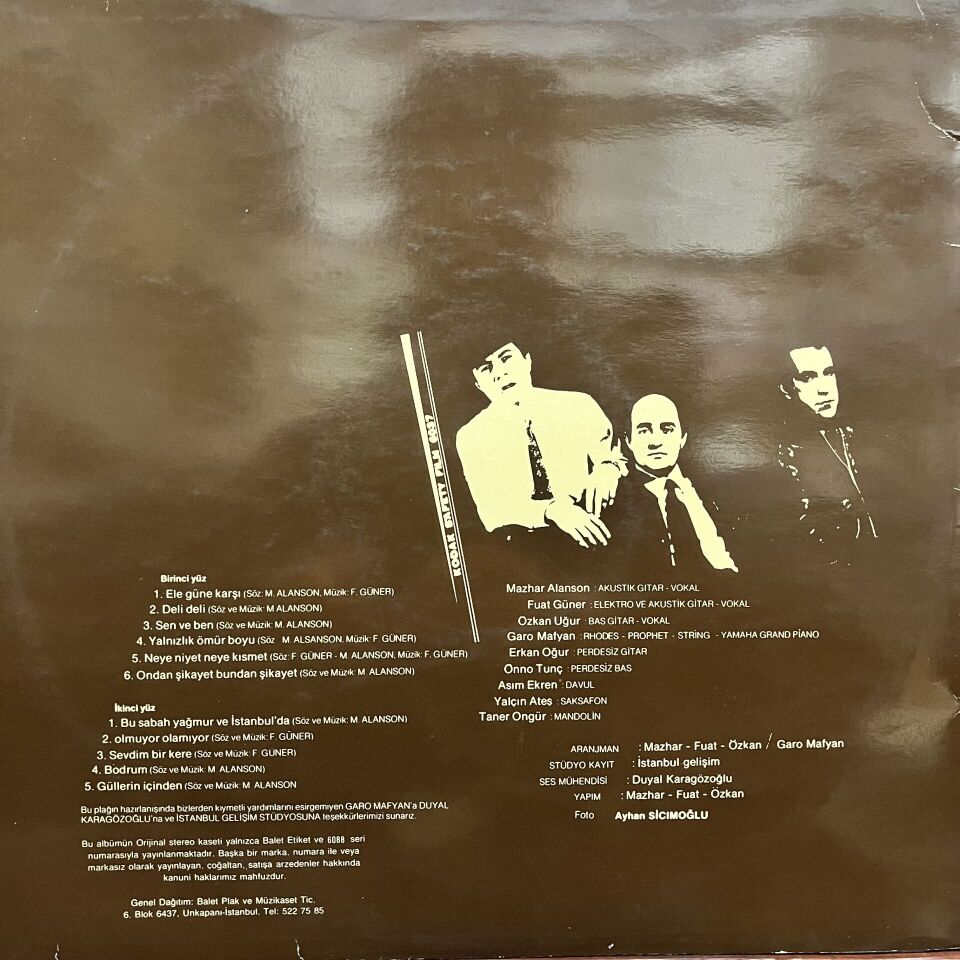 KODAK SAFETY FILM 6037
Birinci yüz
1. Ele güne karşı (Söz: M. ALANSON, Müzik: F. GÜNER)
2. Deli deli (Söz ve Müzik: M ALANSON)
3. Sen ve ben (Söz ve Müzik: M. ALANSON)
4. Yalnızlık ömür boyu (Söz M. ALSANSON, Müzik: F. GÜNER)
5. Neye niyet neye kısmet (Söz: F. GÜNER - M. ALANSON, Müzik: F. GÜNER)
6. Ondan şikayet bundan şikayet (Söz ve Müzik: M ALANSON)
İkinci yüz
1. Bu sabah yağmur ve İstanbul'da (Söz ve Müzik: M. ALANSON)
2. olmuyor olamıyor (Söz ve Müzik: F. GÜNER)
3. Sevdim bir kere (Söz ve Müzik: F. GÜNER)
4. Bodrum (Söz ve Müzik: M ALANSON)
5. Güllerin içinden (Söz ve Müzik: M ALANSON
Bu plağın hazırlanışında bizlerden kıymetli yardımlarını esirgemıyen GARO MAFYAN'a DUYAL
KARAGÖZOĞLU'na ve İSTANBUL GELİŞİM STÜDYOSUNA teşekkürlerimizi sunarız.
Bu albümün Orijinal stereo kaseti yalnızca Balet Etiket ve 6088 seri
numarasıyla yayınlanmaktadır. Başka bir marka, numara ile veya
markasız olarak yayınlayan, çoğaltan, satışa arzedenler hakkında
kanuni haklarımız mahfuzdur.
Genel Dağıtım: Balet Plak ve Müzikaset Tic.
6. Blok 6437, Unkapanı-İstanbul. Tel: 522 75 85
Mazhar Alanson : AKUSTİK GİTAR - VOKAL
Fuat Güner : ELEKTRO VE AKUSTİK GİTAR - VOKAL
Özkan Uğur : BAS GİTAR - VOKAL
Garo Mafyan : RHODES - PROPHET - STRİNG - YAMAHA GRAND PİANO
Erkan Oğur : PERDESİZ GİTAR
Onno Tunç : PERDESİZ BAS
Asım Ekren : DAVUL
Yalçın Ateş : SAKSAFON
Taner Öngür : MANDOLİN
ARANJMAN : Mazhar - Fuat - Özkan / Garo Mafyan
STÜDYO KAYIT : İstanbul gelişim
SES MÜHENDİSİ : Duyal Karagözoğlu
YAPIM : Mazhar - Fuat - Özkan
Foto Ayhan SİCIMOĞLU